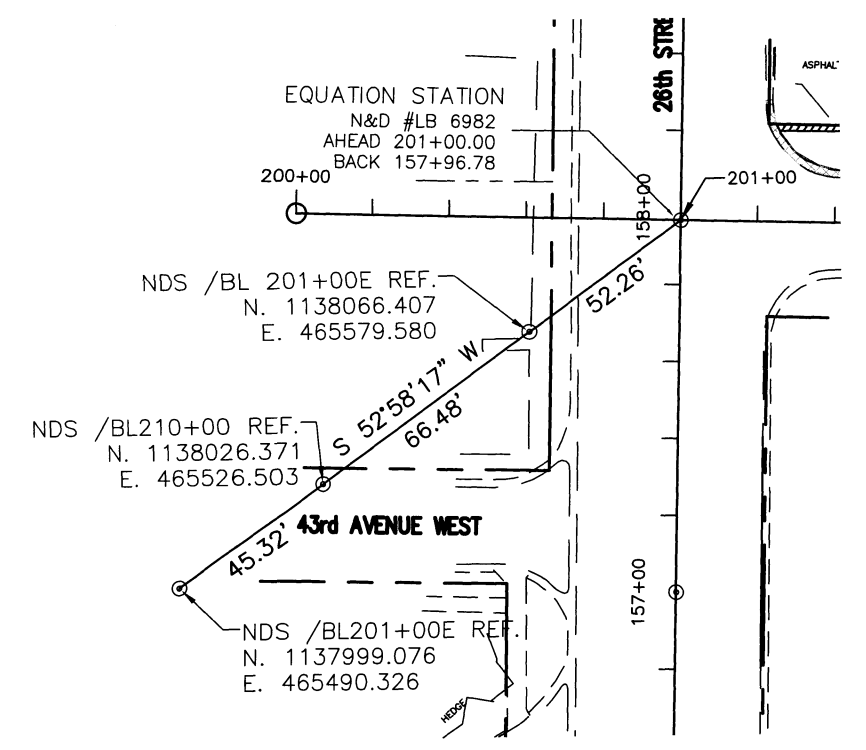 26th STRE
ASPHAL
EQUATION STATION
N&D #LB 6982
AHEAD 201+00.00
BACK 157+96.78
200+00
158+00
201+00
NDS /BL 201+00E REF.
N. 1138066.407
E. 465579.580
52.26'
S 52°58'17" W
66.48'
NDS /BL210+00 REF.
N. 1138026.371
E. 465526.503
43rd AVENUE WEST
45.32'
157+00
NDS /BL201+00E REF.
N. 1137999.076
E. 465490.326
HEDGE